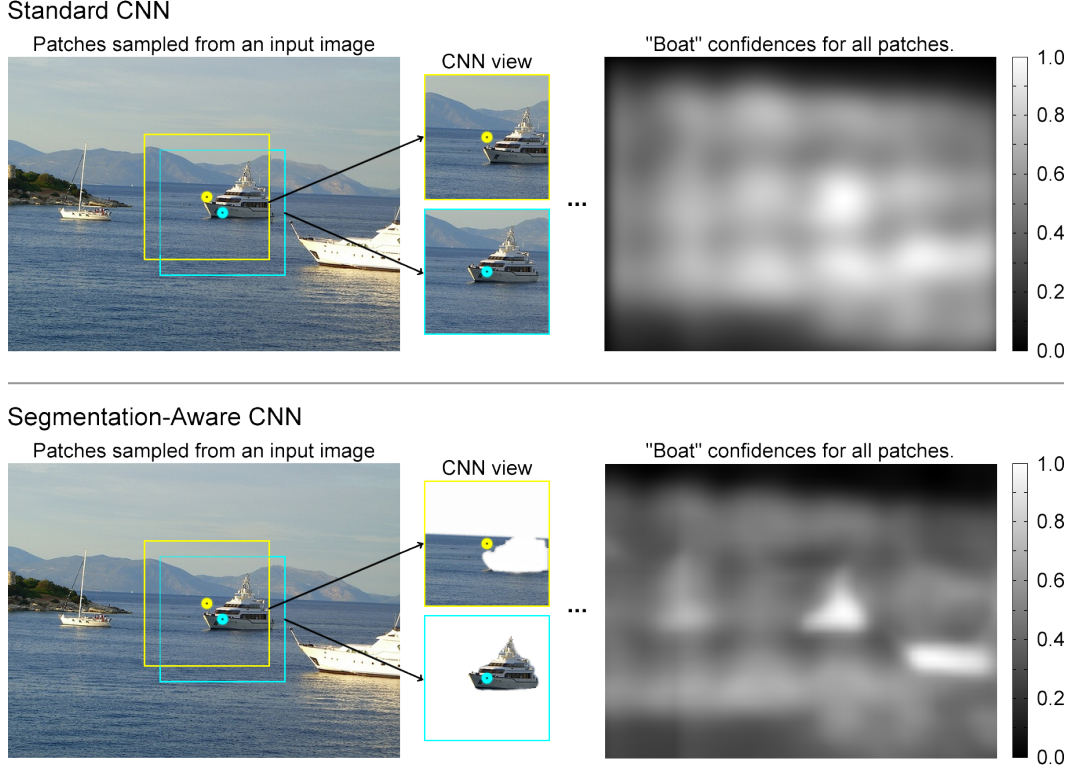 Standard CNN
Patches sampled from an input image
CNN view
"Boat" confidences for all patches.
1.0
0.8
0.6
0.4
0.2
0.0
...
Segmentation-Aware CNN
Patches sampled from an input image
CNN view
"Boat" confidences for all patches.
1.0
0.8
0.6
0.4
0.2
0.0
...